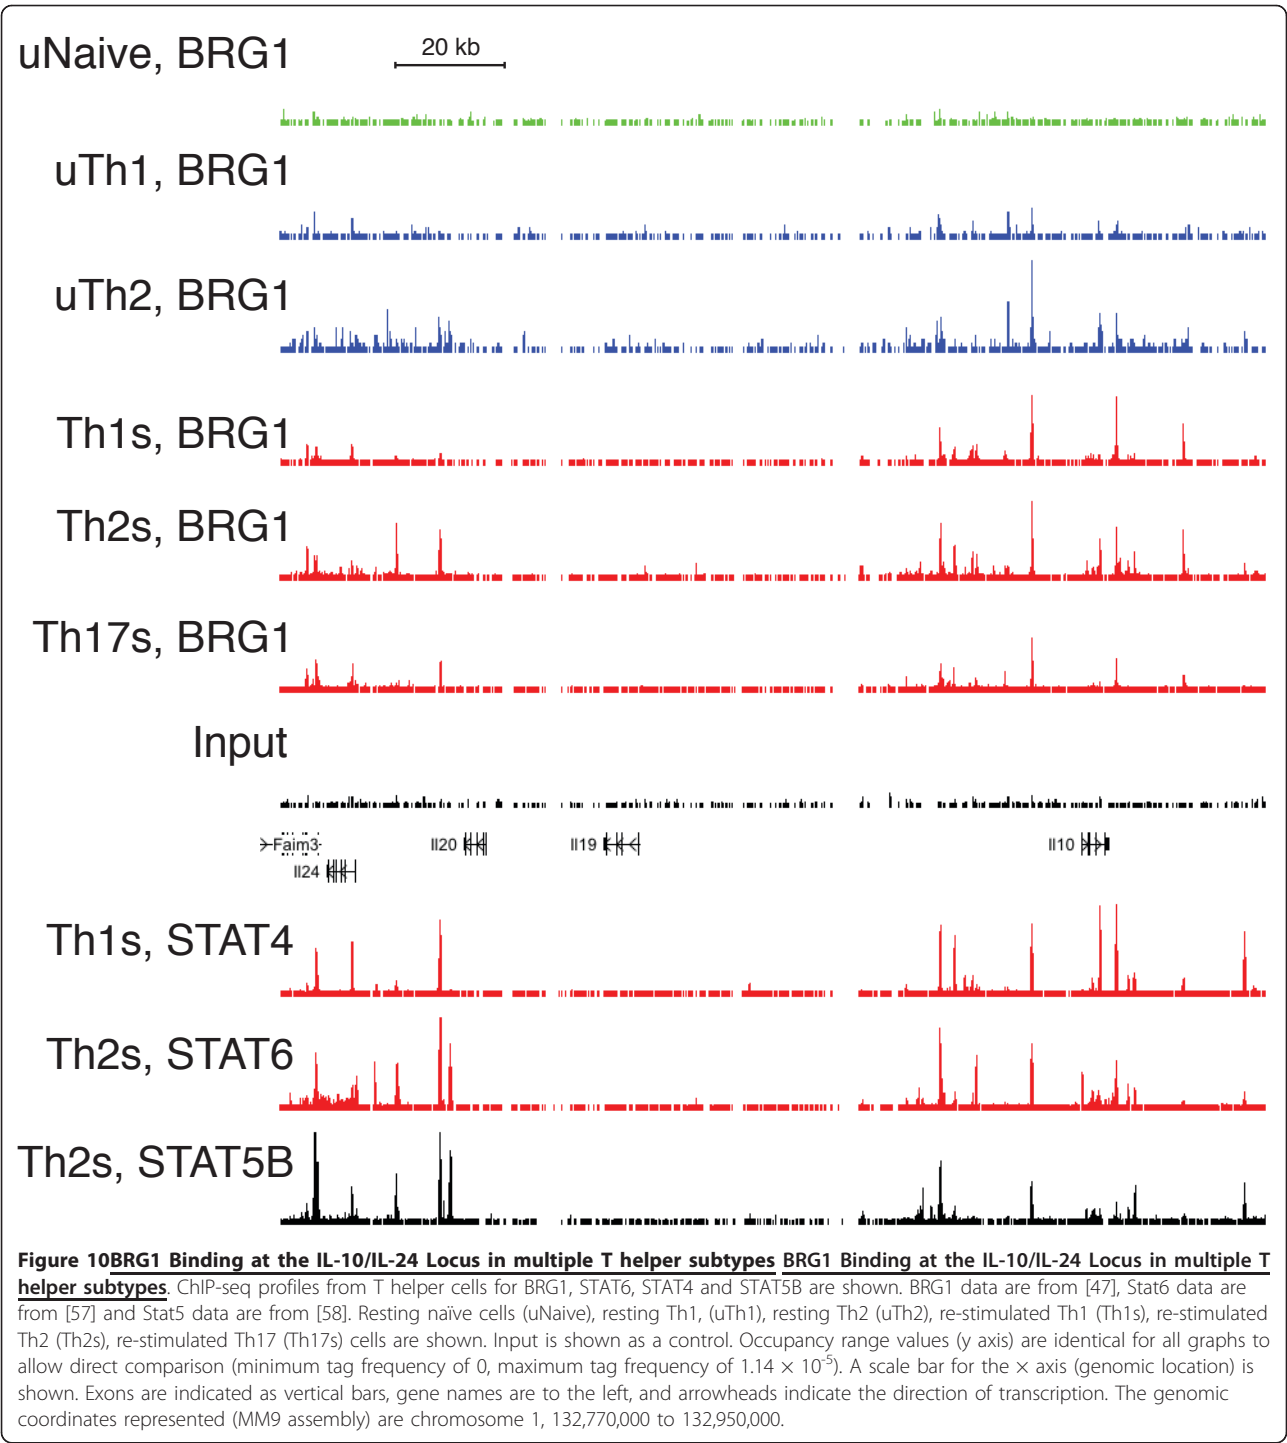 uNaive, BRG1
20 kb
uTh1, BRG1
uTh2, BRG1
Th1s, BRG1
Th2s, BRG1
Th17s, BRG1
Input
Faim3
Il20
Il19
Il10
Il24
Th1s, STAT4
Th2s, STAT6
Th2s, STAT5B
Figure 10BRG1 Binding at the IL-10/IL-24 Locus in multiple T helper subtypes BRG1 Binding at the IL-10/IL-24 Locus in multiple T
helper subtypes. ChIP-seq profiles from T helper cells for BRG1, STAT6, STAT4 and STAT5B are shown. BRG1 data are from [47], Stat6 data are
from [57] and Stat5 data are from [58]. Resting naïve cells (uNaive), resting Th1, (uTh1), resting Th2 (uTh2), re-stimulated Th1 (Th1s), re-stimulated
Th2 (Th2s), re-stimulated Th17 (Th17s) cells are shown. Input is shown as a control. Occupancy range values (y axis) are identical for all graphs to
allow direct comparison (minimum tag frequency of 0, maximum tag frequency of 1.14 × 10⁻⁵). A scale bar for the × axis (genomic location) is
shown. Exons are indicated as vertical bars, gene names are to the left, and arrowheads indicate the direction of transcription. The genomic
coordinates represented (MM9 assembly) are chromosome 1, 132,770,000 to 132,950,000.